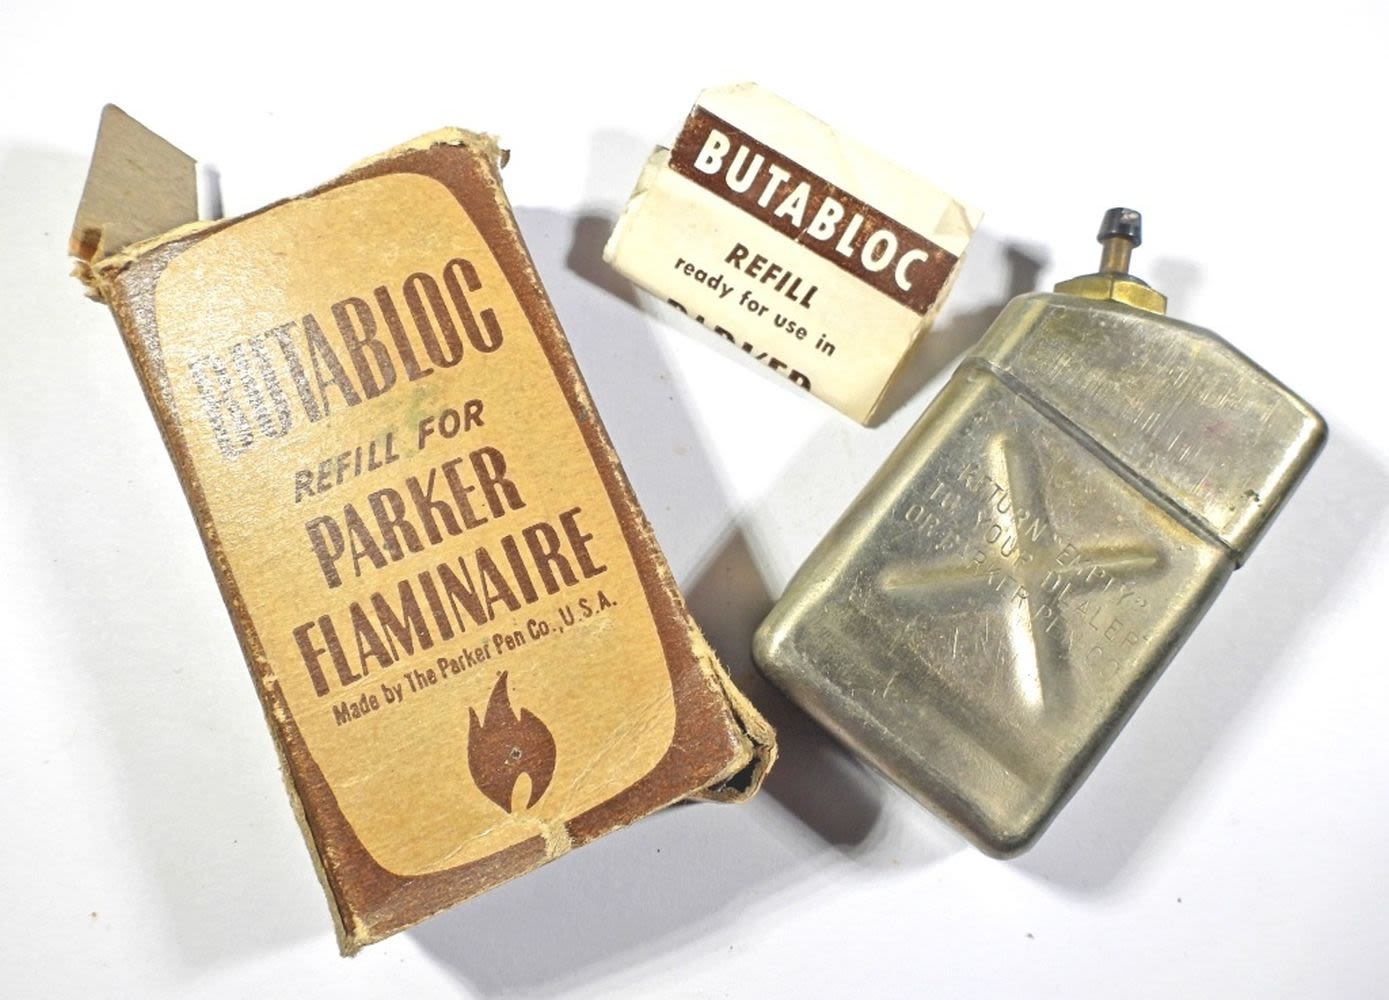 BUTABLOC
REFILL FOR
PARKER
FLAMINAIRE
Made by The Parker Pen Co., U.S.A.
BUTABLOC
REFILL
ready for use in
PARKER
RETURN "EMPTY"
TO YOUR DEALER
OR PARKER PEN CO.